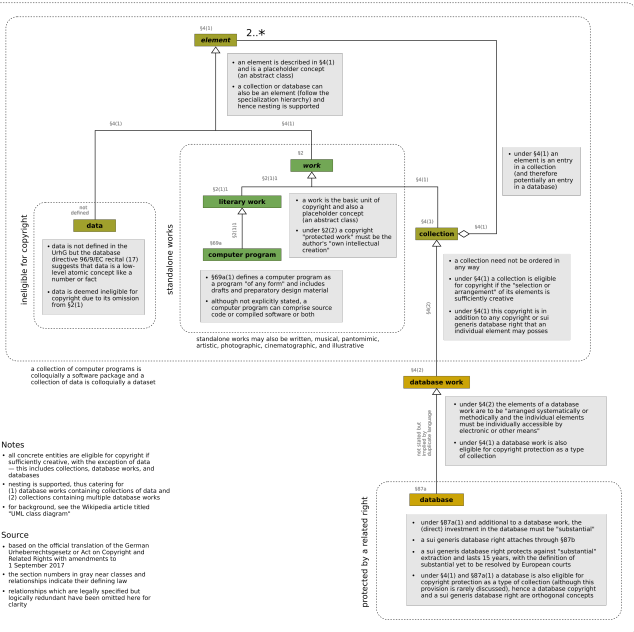 §4(1)
element
2..*
• an element is described in §4(1)
and is a placeholder concept
(an abstract class)
• a collection or database can
also be an element (follow the
specialization hierarchy) and
hence nesting is supported
§4(1)
§4(1)
• under §4(1) an
element is an entry
in a collection
(and therefore
potentially an entry
in a database)
§2
work
§2(1)1
§2(1)1
§4(1)
literary work
• a work is the basic unit of
copyright and also a
placeholder concept
(an abstract class)
• under §2(2) a copyright
"protected work" must be the
author's "own intellectual
creation"
ineligible for copyright
not
defined
data
• data is not defined in the
UrhG but the database
directive 96/9/EC recital (17)
suggests that data is a low-
level atomic concept like a
number or fact
• data is deemed ineligible for
copyright due to its omission
from §2(1)
standalone works
§2(1)1
§69a
computer program
• §69a(1) defines a computer program as
a program "of any form" and includes
drafts and preparatory design material
• although not explicitly stated, a
computer program can comprise source
code or compiled software or both
standalone works may also be written, musical, pantomimic,
artistic, photographic, cinematographic, and illustrative
§4(1)
collection
§4(1)
• a collection need not be ordered in
any way
• under §4(1) a collection is eligible
for copyright if the "selection or
arrangement" of its elements is
sufficiently creative
• under §4(1) this copyright is in
addition to any copyright or sui
generis database right that an
individual element may posses
§4(2)
a collection of computer programs is
colloquially a software package and a
collection of data is colloquially a dataset
§4(2)
database work
• under §4(2) the elements of a database
work are to be "arranged systematically or
methodically and the individual elements
must be individually accessible by
electronic or other means"
• under §4(1) a database work is also
eligible for copyright protection as a type
of collection
not stated but
implied by
duplicate language
Notes
• all concrete entities are eligible for copyright if
sufficiently creative, with the exception of data
— this includes collections, database works, and
databases
• nesting is supported, thus catering for
(1) database works containing collections of data and
(2) collections containing multiple database works
• for background, see the Wikipedia article titled
"UML class diagram"
Source
• based on the official translation of the German
Urheberrechtsgesetz or Act on Copyright and
Related Rights with amendments to
1 September 2017
• the section numbers in gray near classes and
relationships indicate their defining law
• relationships which are legally specified but
logically redundant have been omitted here for
clarity
protected by a related right
§87a
database
• under §87a(1) and additional to a database work, the
(direct) investment in the database must be "substantial"
• a sui generis database right attaches through §87b
• a sui generis database right protects against "substantial"
extraction and lasts 15 years, with the definition of
substantial yet to be resolved by European courts
• under §4(1) and §87a(1) a database is also eligible for
copyright protection as a type of collection (although this
provision is rarely discussed), hence a database copyright
and a sui generis database right are orthogonal concepts